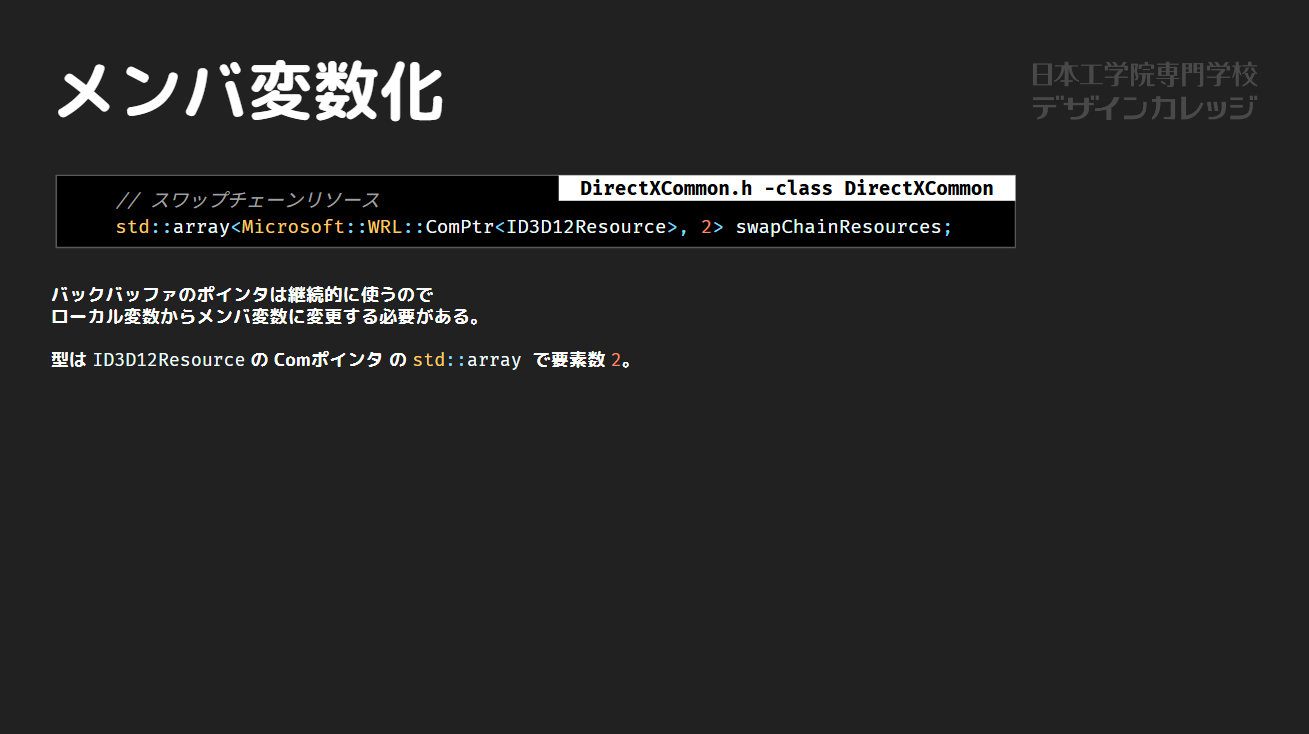 メンバ変数化
日本工学院専門学校
デザインカレッジ
DirectXCommon.h -class DirectXCommon
// スワップチェーンリソース
std::array<Microsoft::WRL::ComPtr<ID3D12Resource>, 2> swapChainResources;
バックバッファのポインタは継続的に使うので
ローカル変数からメンバ変数に変更する必要がある。
型は ID3D12Resource の Comポインタ の std::array で要素数 2。